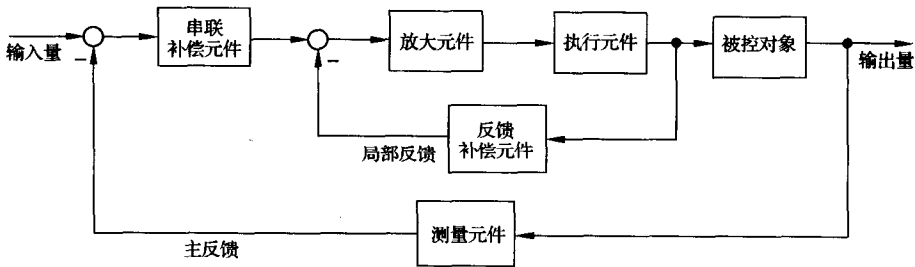 输入量
−
串联
补偿元件
−
放大元件
执行元件
被控对象
输出量
局部反馈
反馈
补偿元件
主反馈
测量元件